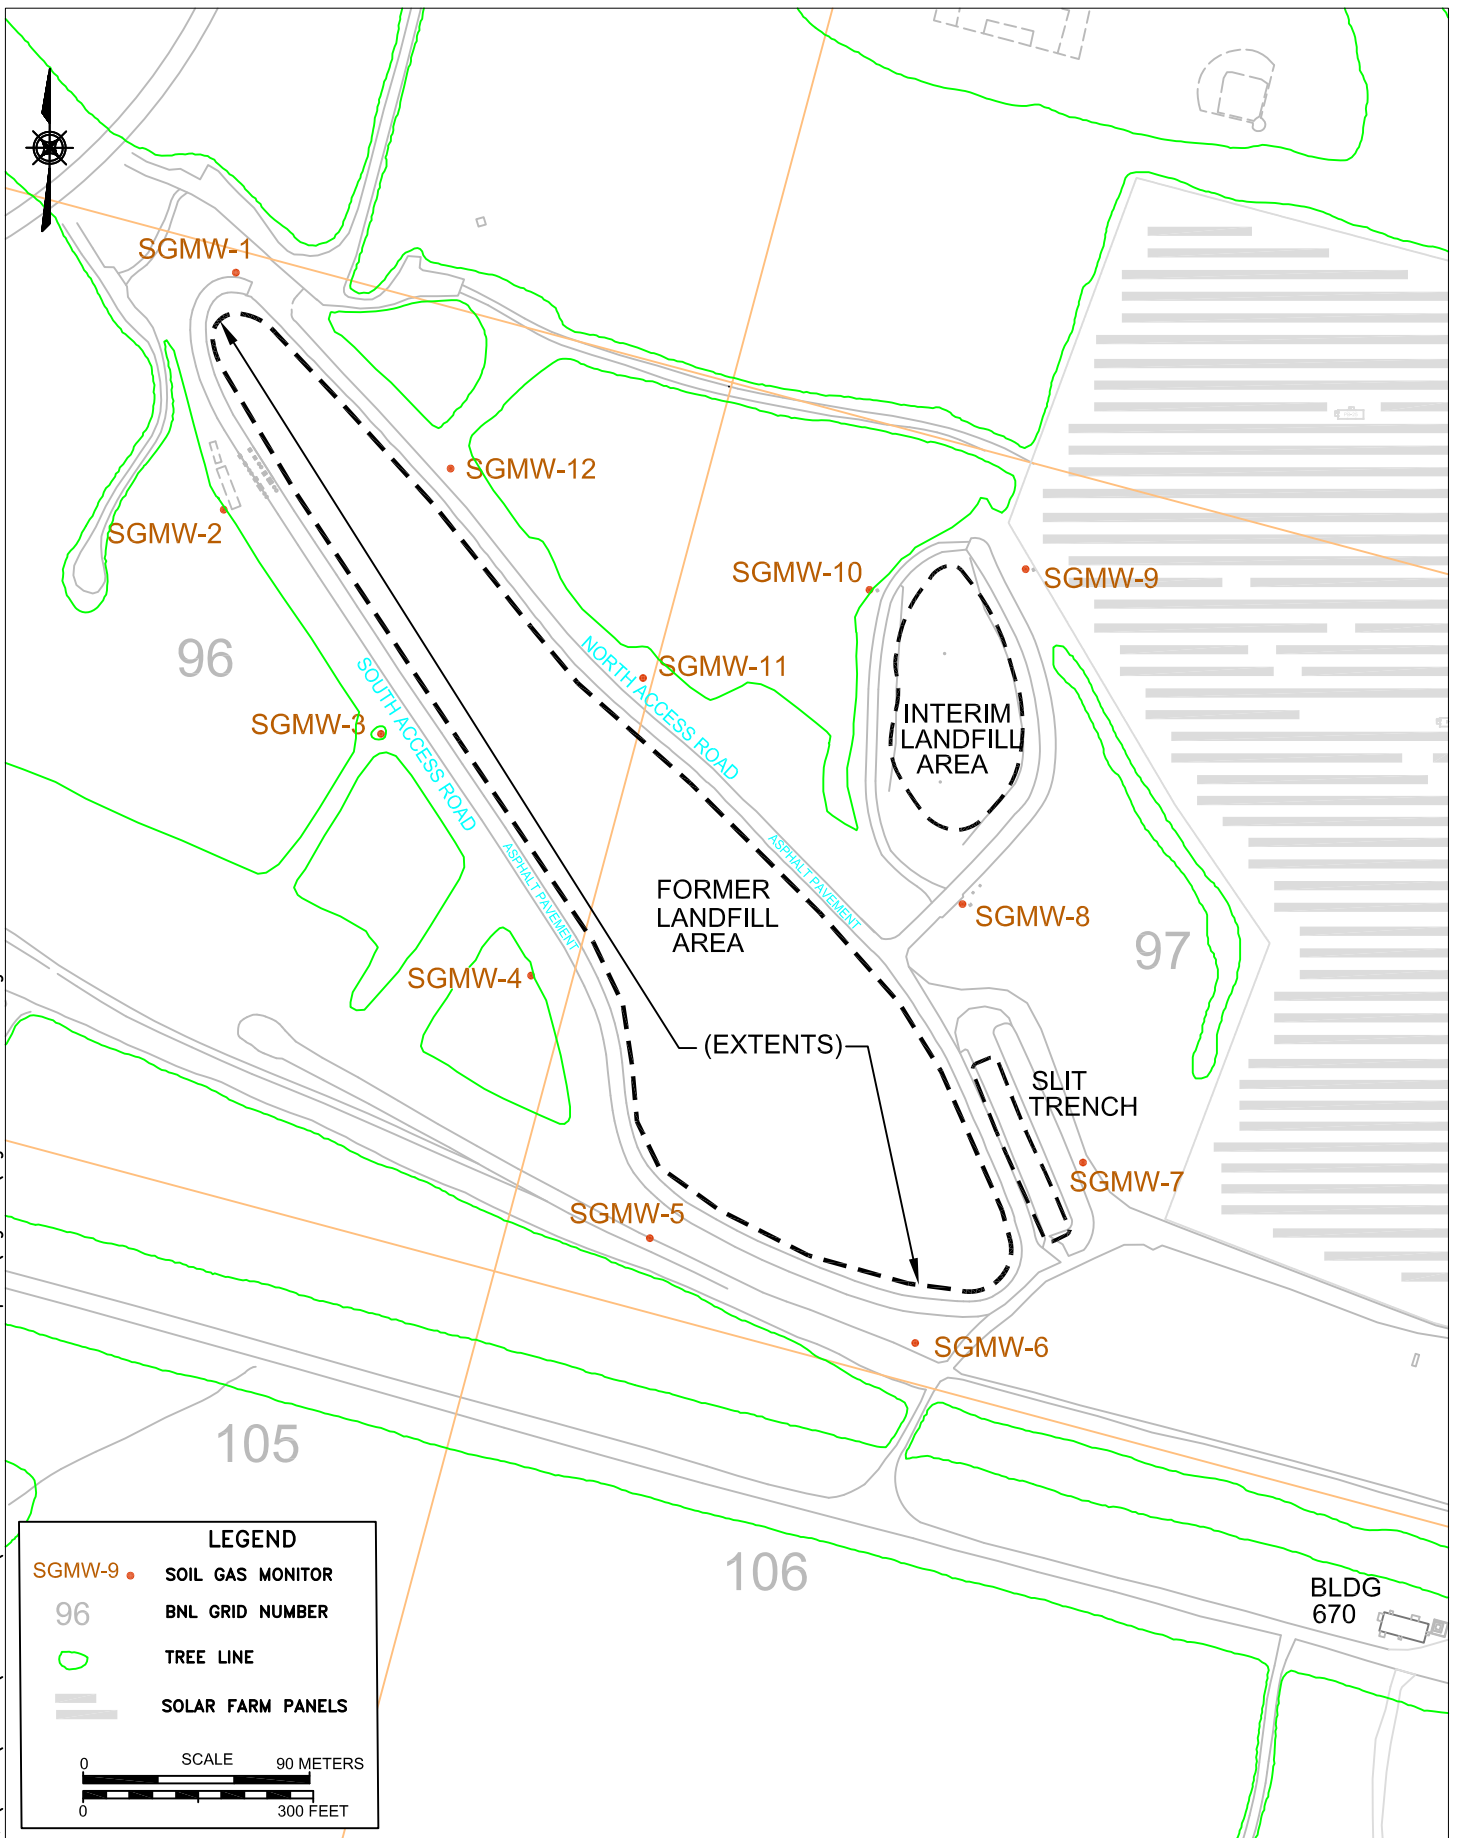 SGMW-1
SGMW-12
SGMW-2
SGMW-10
SGMW-9
96
SGMW-11
NORTH ACCESS ROAD
SOUTH ACCESS ROAD
SGMW-3
INTERIM
LANDFILL
AREA
ASPHALT PAVEMENT
ASPHALT PAVEMENT
FORMER
LANDFILL
AREA
SGMW-8
97
SGMW-4
(EXTENTS)
SLIT
TRENCH
SGMW-7
SGMW-5
SGMW-6
105
106
BLDG
670
LEGEND
SGMW-9 SOIL GAS MONITOR
96 BNL GRID NUMBER
TREE LINE
SOLAR FARM PANELS
0 SCALE 90 METERS
0 300 FEET